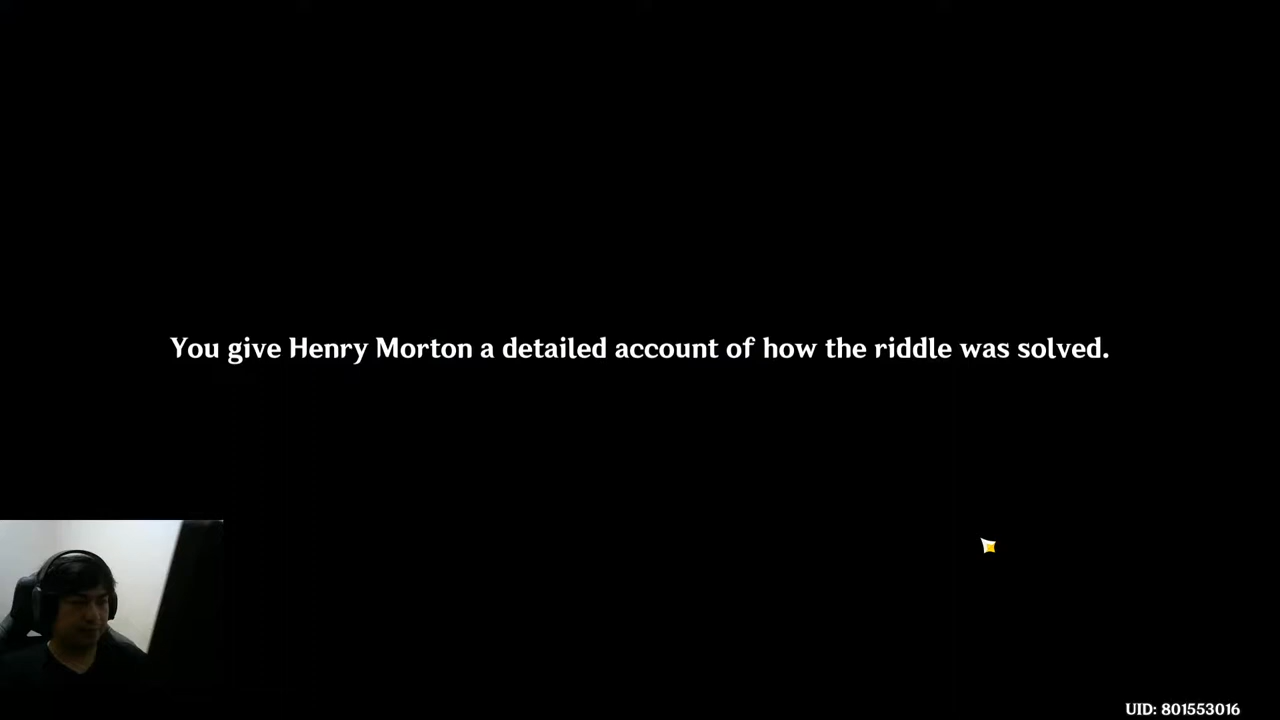 You give Henry Morton a detailed account of how the riddle was solved.
UID: 801553016